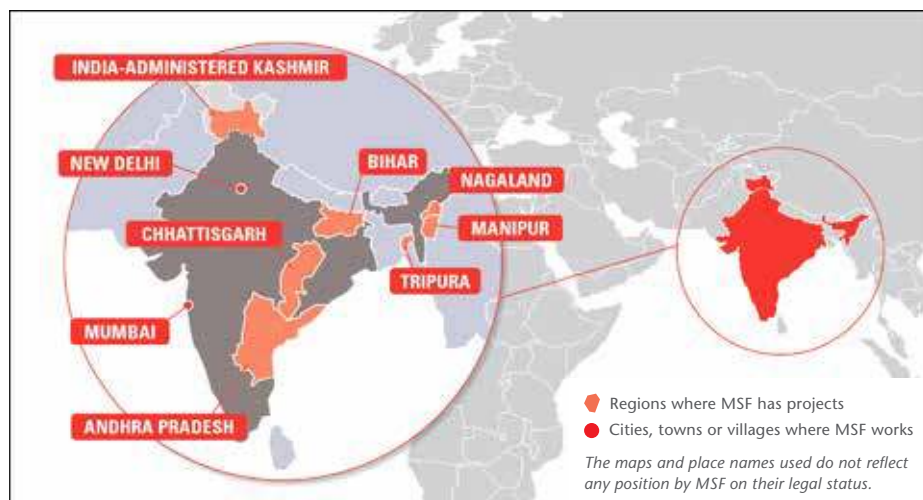 INDIA-ADMINISTERED KASHMIR
NEW DELHI
BIHAR
NAGALAND
CHHATTISGARH
MANIPUR
TRIPURA
MUMBAI
ANDHRA PRADESH
Regions where MSF has projects
Cities, towns or villages where MSF works
The maps and place names used do not reflect
any position by MSF on their legal status.